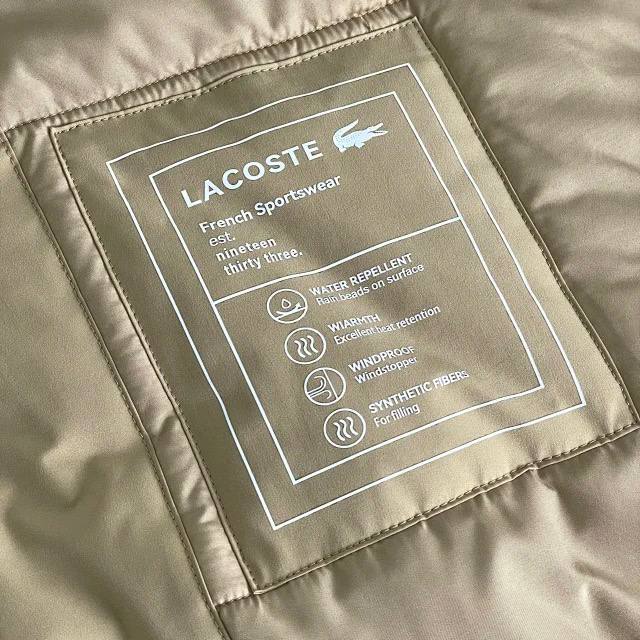 LACOSTE
French Sportswear
est.
nineteen
thirty three.
WATER REPELLENT
Rain beads on surface
WARMTH
Excellent heat retention
WINDPROOF
Windstopper
SYNTHETIC FIBERS
For filling